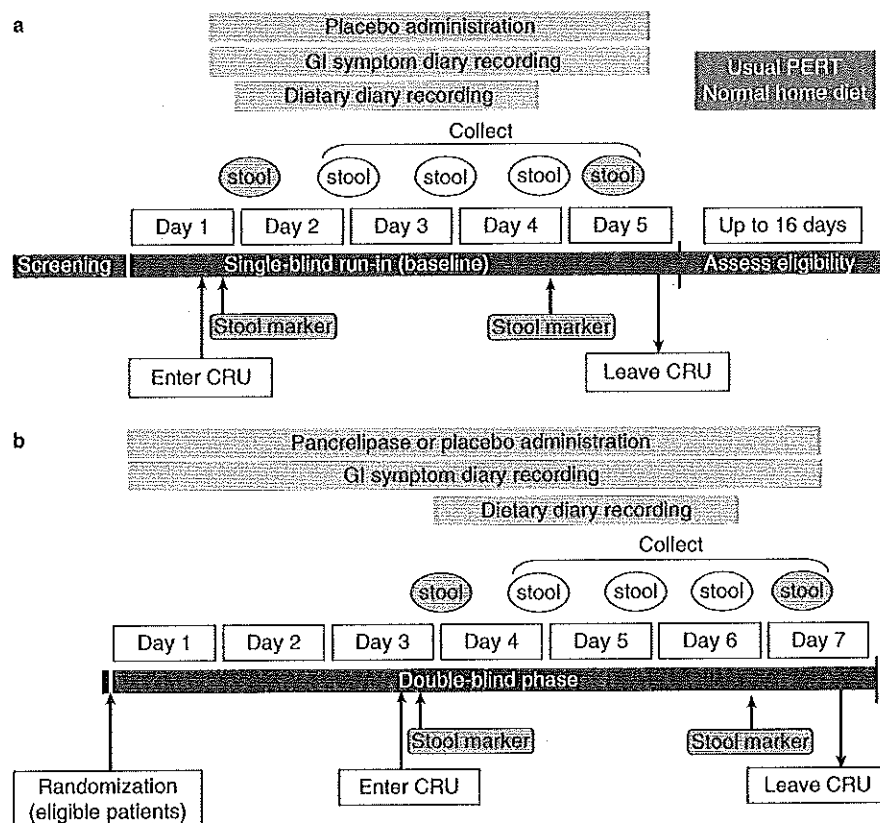 a
Placebo administration
GI symptom diary recording
Dietary diary recording
Usual PERT
Normal home diet
Collect
stool stool stool stool stool
Day 1 Day 2 Day 3 Day 4 Day 5 Up to 16 days
Screening Single-blind run-in (baseline) Assess eligibility
Stool marker Stool marker
Enter CRU Leave CRU
b
Pancrelipase or placebo administration
GI symptom diary recording
Dietary diary recording
Collect
stool stool stool stool stool
Day 1 Day 2 Day 3 Day 4 Day 5 Day 6 Day 7
Double-blind phase
Stool marker Stool marker
Randomization
(eligible patients)
Enter CRU Leave CRU